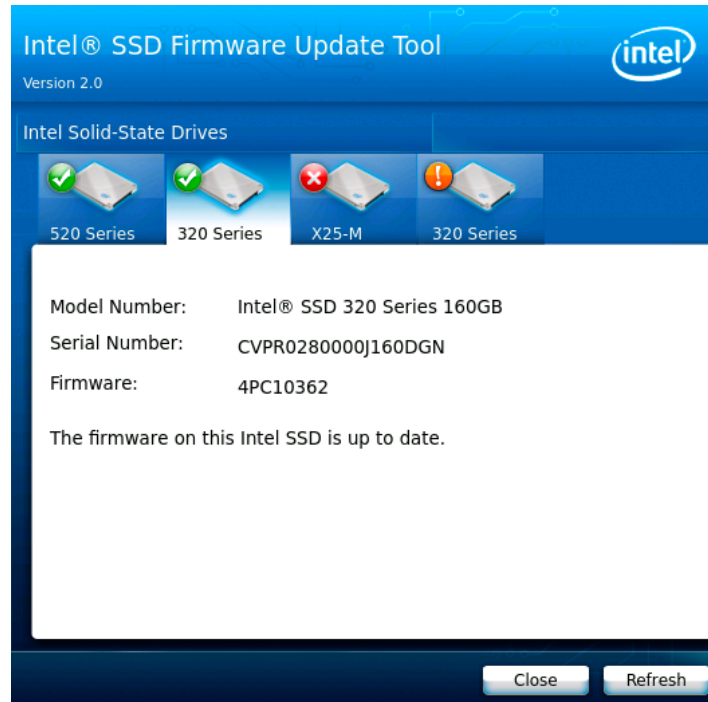 Intel® SSD Firmware Update Tool
intel
Version 2.0
Intel Solid-State Drives
520 Series 320 Series X25-M 320 Series
Model Number: Intel® SSD 320 Series 160GB
Serial Number: CVPR0280000J160DGN
Firmware: 4PC10362
The firmware on this Intel SSD is up to date.
Close Refresh